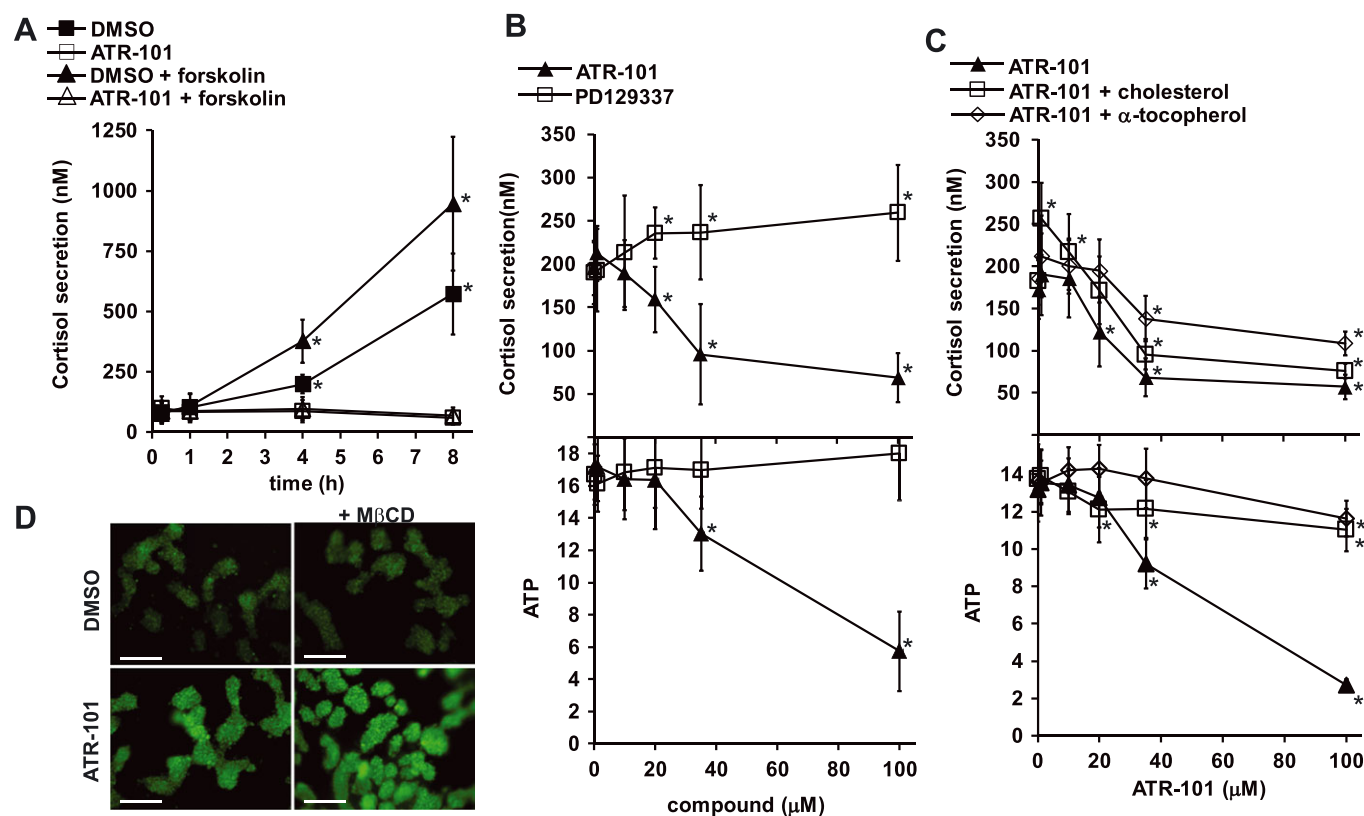 A
DMSO
ATR-101
DMSO + forskolin
ATR-101 + forskolin
Cortisol secretion (nM)
1250
1000
750
500
250
0
0 1 2 3 4 5 6 7 8
time (h)
*
*
*
*
B
ATR-101
PD129337
Cortisol secretion(nM)
350
300
250
200
150
100
50
* * *
* * *
ATP
18
16
14
12
10
8
6
4
2
0
* *
0 20 40 60 80 100
compound (μM)
C
ATR-101
ATR-101 + cholesterol
ATR-101 + α-tocopherol
Cortisol secretion (nM)
350
300
250
200
150
100
50
* * * * * * * * * *
ATP
14
12
10
8
6
4
2
0
* * * * * *
0 20 40 60 80 100
ATR-101 (μM)
D
+ MβCD
DMSO
ATR-101